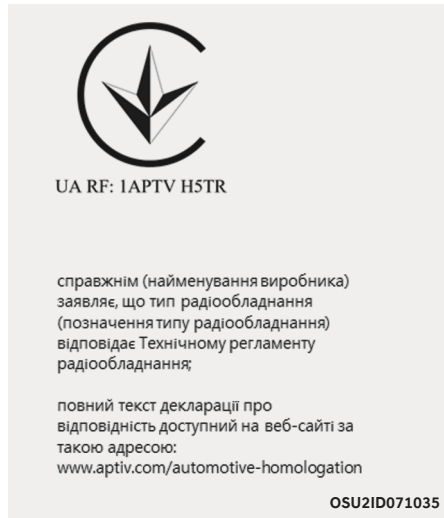 UA RF: 1APTV H5TR
справжнім (найменування виробника)
заявляє, що тип радіообладнання
(позначення типу радіообладнання)
відповідає Технічному регламенту
радіообладнання;
повний текст декларації про
відповідність доступний на веб-сайті за
такою адресою:
www.aptiv.com/automotive-homologation
OSU2ID071035